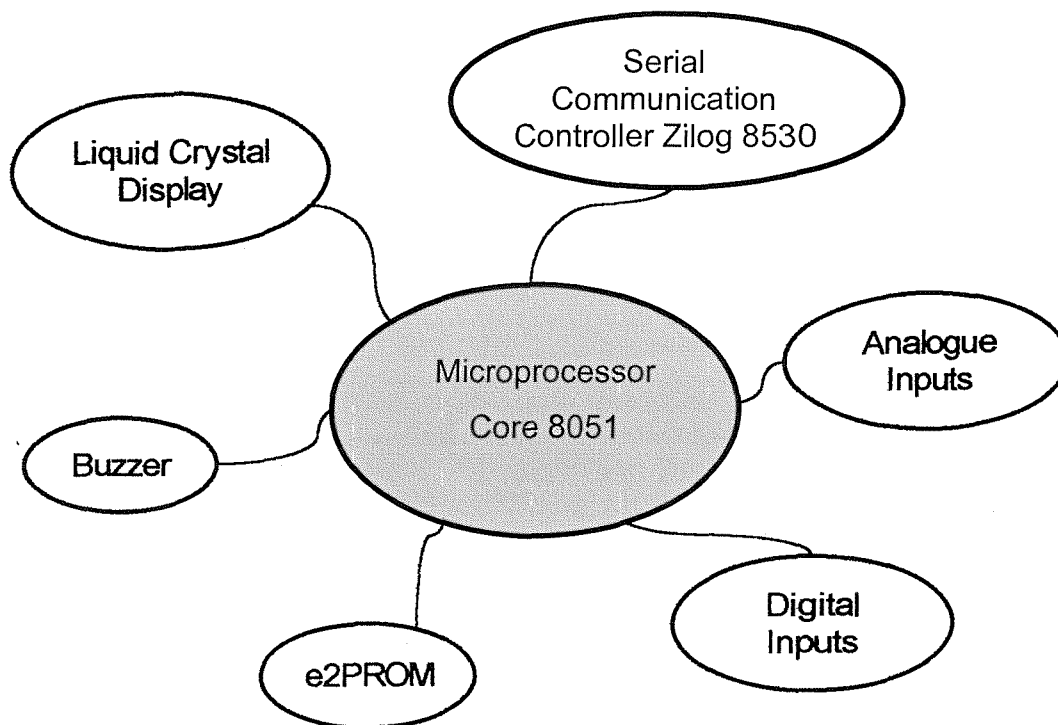 Serial
Communication
Controller Zilog 8530
Liquid Crystal
Display
Analogue
Inputs
Microprocessor
Core 8051
Buzzer
Digital
Inputs
e2PROM